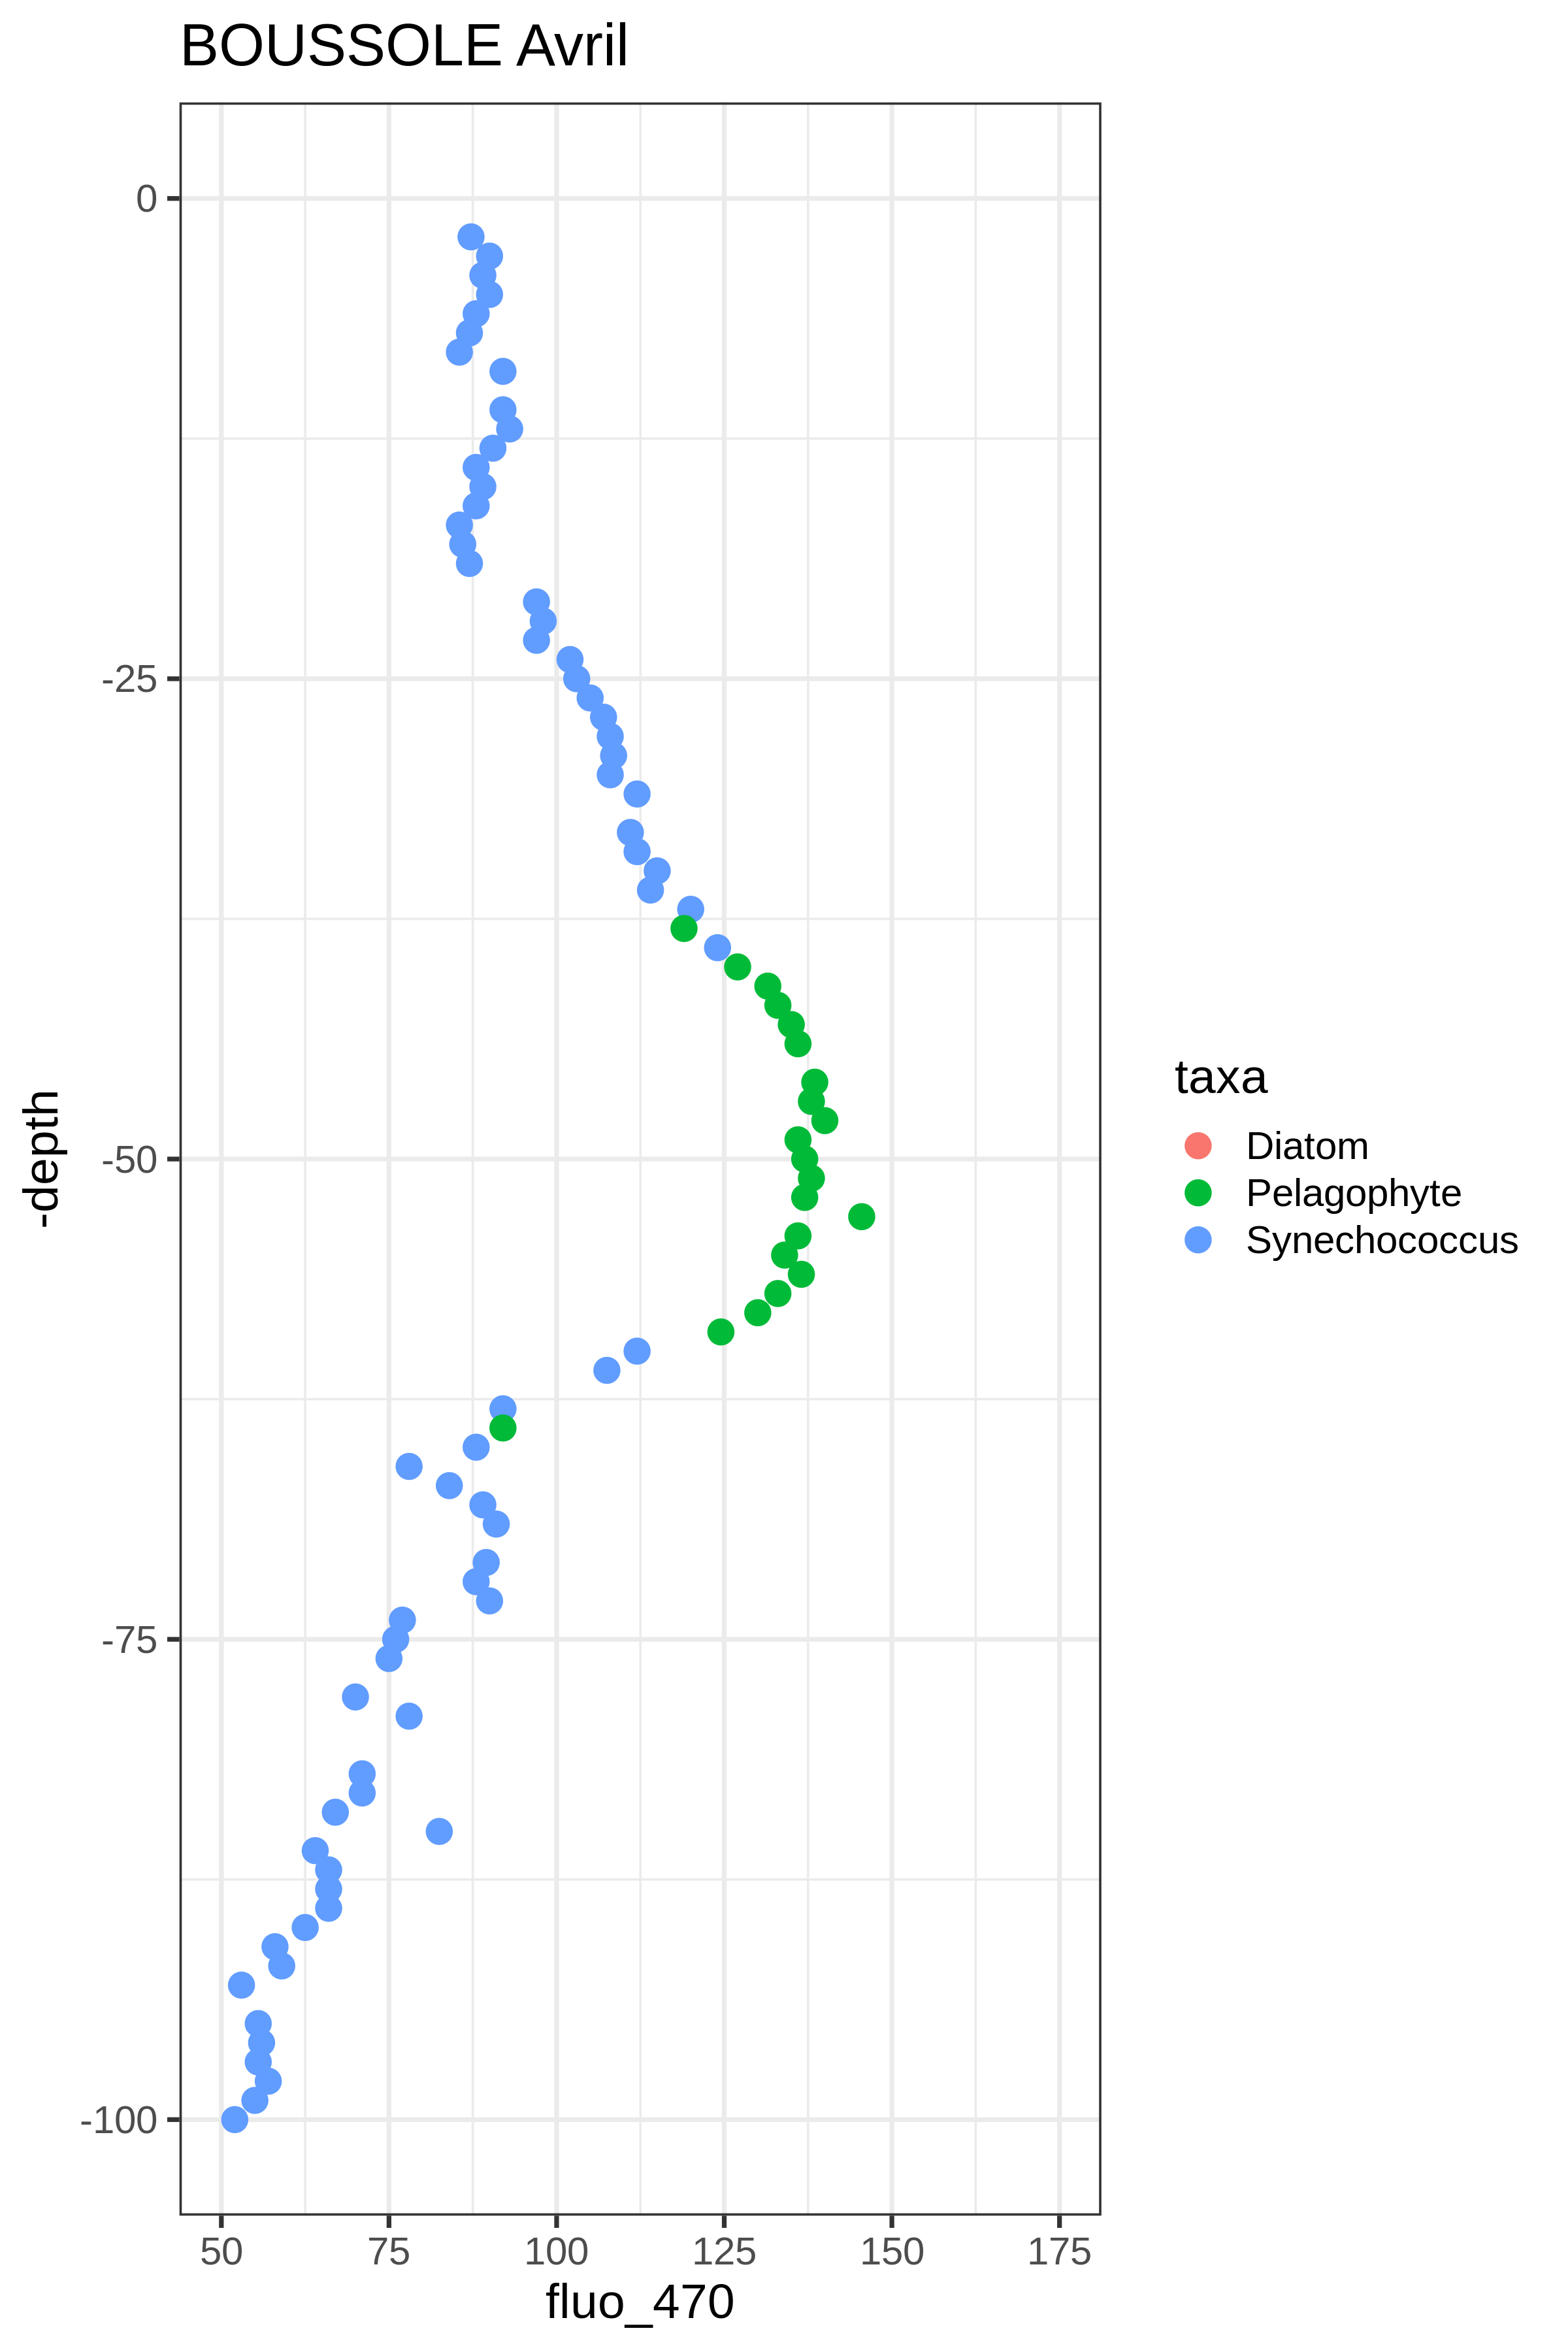 BOUSSOLE Avril
0
-25
-50
-75
-100
-depth
50 75 100 125 150 175
fluo_470
taxa
Diatom
Pelagophyte
Synechococcus